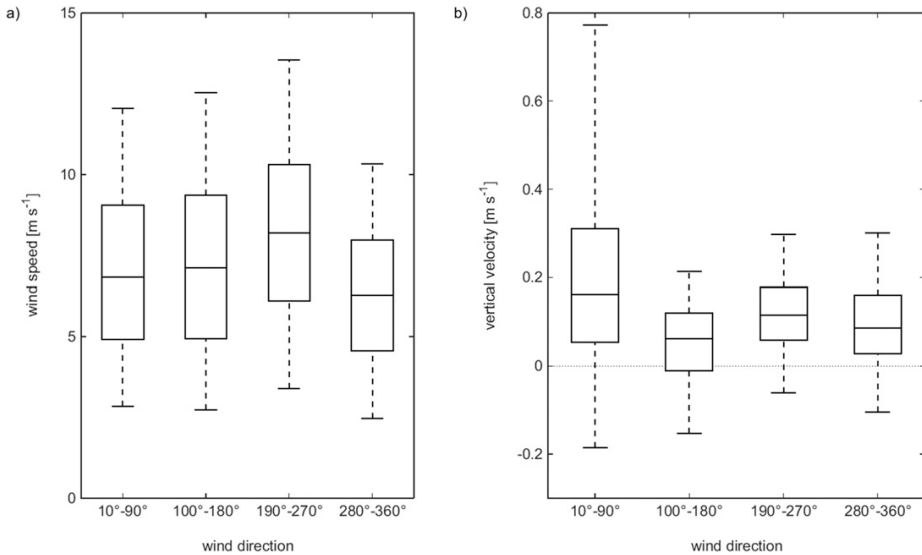 a)
15
10
5
0
wind speed [m s⁻¹]
10°-90° 100°-180° 190°-270° 280°-360°
wind direction
b)
0.8
0.6
0.4
0.2
0
-0.2
vertical velocity [m s⁻¹]
10°-90° 100°-180° 190°-270° 280°-360°
wind direction